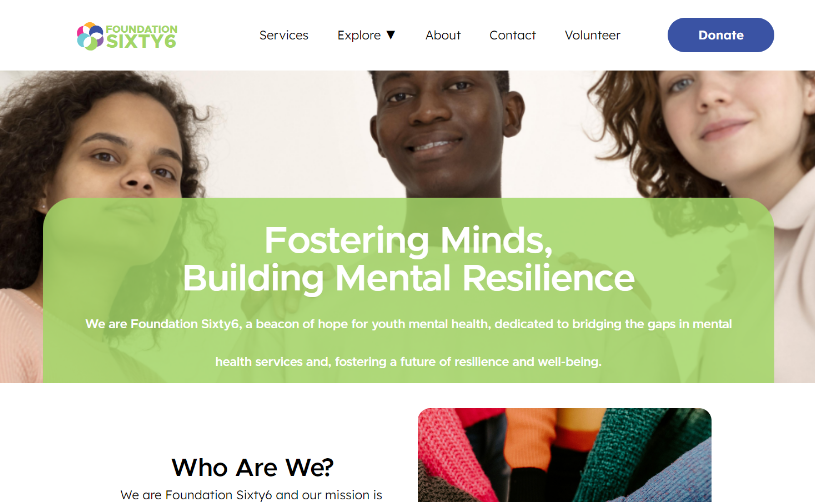 FOUNDATION
SIXTY6
Services Explore ▼ About Contact Volunteer Donate
Fostering Minds,
Building Mental Resilience
We are Foundation Sixty6, a beacon of hope for youth mental health, dedicated to bridging the gaps in mental
health services and, fostering a future of resilience and well-being.
Who Are We?
We are Foundation Sixty6 and our mission is